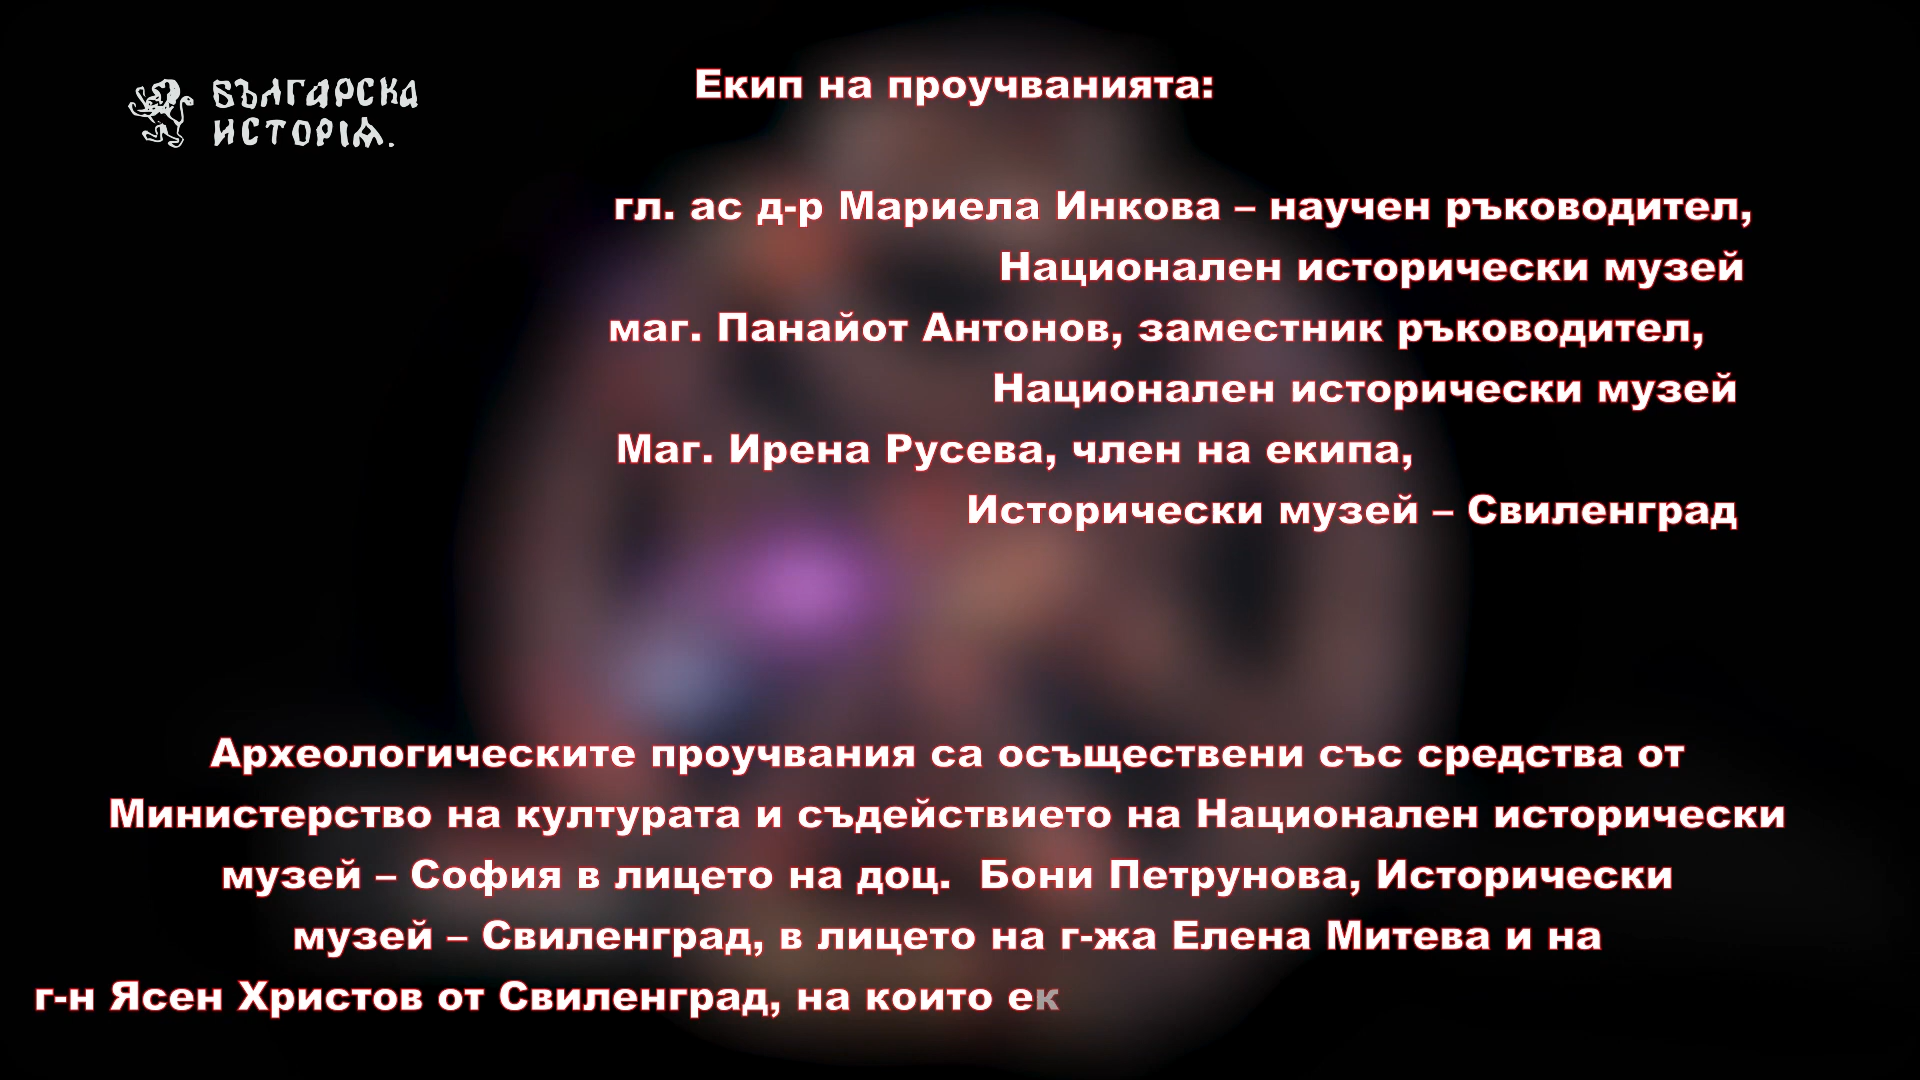 БЪЛГАРСКА
ИСТОРІѦ.
Екип на проучванията:
гл. ас д-р Мариела Инкова – научен ръководител,
Национален исторически музей
маг. Панайот Антонов, заместник ръководител,
Национален исторически музей
Маг. Ирена Русева, член на екипа,
Исторически музей – Свиленград
Археологическите проучвания са осъществени със средства от
Министерство на културата и съдействието на Национален исторически
музей – София в лицето на доц.  Бони Петрунова, Исторически
музей – Свиленград, в лицето на г-жа Елена Митева и на
г-н Ясен Христов от Свиленград, на които ек